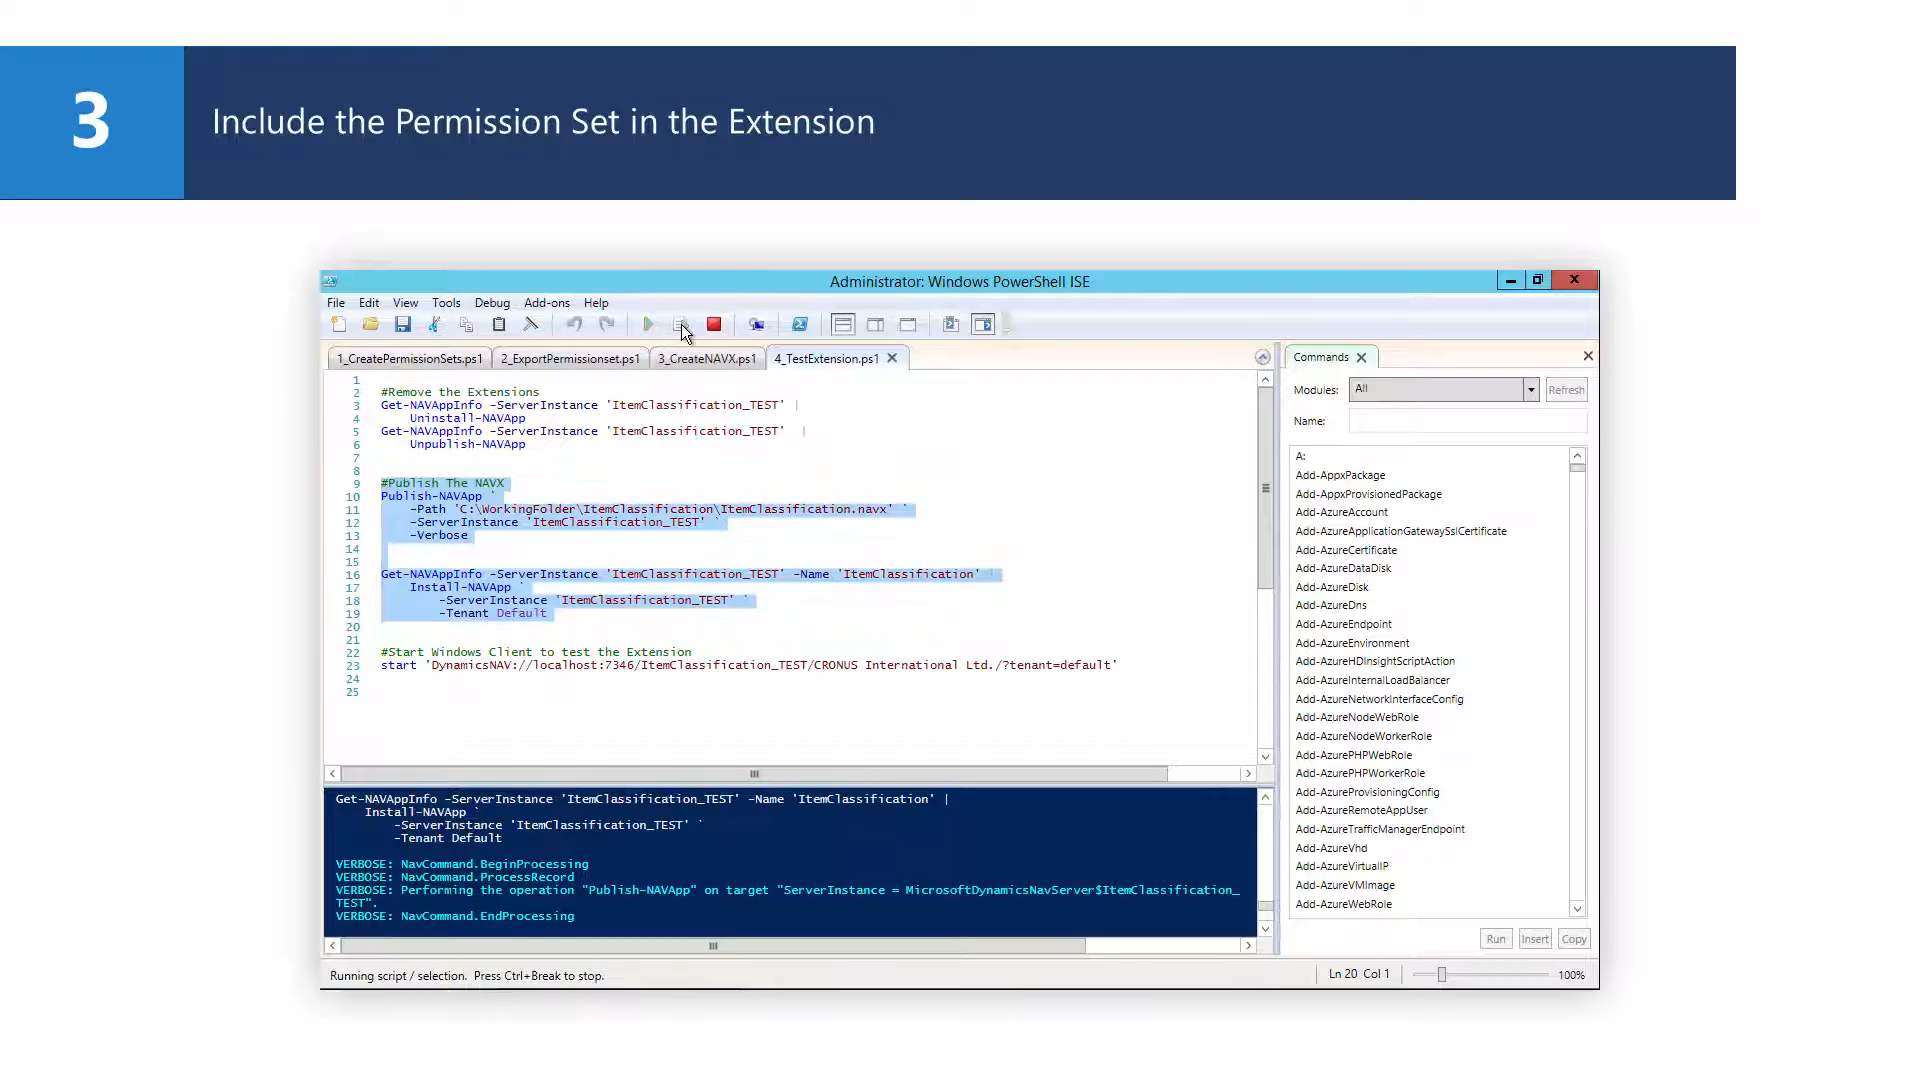 3
Include the Permission Set in the Extension
Administrator: Windows PowerShell ISE
File Edit View Tools Debug Add-ons Help
1_CreatePermissionSets.ps1 2_ExportPermissionset.ps1 3_CreateNAVX.ps1 4_TestExtension.ps1
1
2 #Remove the Extensions
3 Get-NAVAppInfo -ServerInstance 'ItemClassification_TEST' |
4 Uninstall-NAVApp
5 Get-NAVAppInfo -ServerInstance 'ItemClassification_TEST' |
6 Unpublish-NAVApp
7
8
9 #Publish The NAVX
10 Publish-NAVApp `
11 -Path 'C:\WorkingFolder\ItemClassification\ItemClassification.navx' `
12 -ServerInstance 'ItemClassification_TEST' `
13 -Verbose
14
15
16 Get-NAVAppInfo -ServerInstance 'ItemClassification_TEST' -Name 'ItemClassification' |
17 Install-NAVApp `
18 -ServerInstance 'ItemClassification_TEST' `
19 -Tenant Default
20
21
22 #Start Windows Client to test the Extension
23 start 'DynamicsNAV://localhost:7346/ItemClassification_TEST/CRONUS International Ltd./?tenant=default'
24
25
Get-NAVAppInfo -ServerInstance 'ItemClassification_TEST' -Name 'ItemClassification' |
Install-NAVApp `
-ServerInstance 'ItemClassification_TEST' `
-Tenant Default
VERBOSE: NavCommand.BeginProcessing
VERBOSE: NavCommand.ProcessRecord
VERBOSE: Performing the operation "Publish-NAVApp" on target "ServerInstance = MicrosoftDynamicsNavServer$ItemClassification_
TEST".
VERBOSE: NavCommand.EndProcessing
Commands
Modules: All Refresh
Name:
A:
Add-AppxPackage
Add-AppxProvisionedPackage
Add-AzureAccount
Add-AzureApplicationGatewaySslCertificate
Add-AzureCertificate
Add-AzureDataDisk
Add-AzureDisk
Add-AzureDns
Add-AzureEndpoint
Add-AzureEnvironment
Add-AzureHDInsightScriptAction
Add-AzureInternalLoadBalancer
Add-AzureNetworkInterfaceConfig
Add-AzureNodeWebRole
Add-AzureNodeWorkerRole
Add-AzurePHPWebRole
Add-AzurePHPWorkerRole
Add-AzureProvisioningConfig
Add-AzureRemoteAppUser
Add-AzureTrafficManagerEndpoint
Add-AzureVhd
Add-AzureVirtualIP
Add-AzureVMImage
Add-AzureWebRole
Run Insert Copy
Running script / selection. Press Ctrl+Break to stop.
Ln 20 Col 1 100%